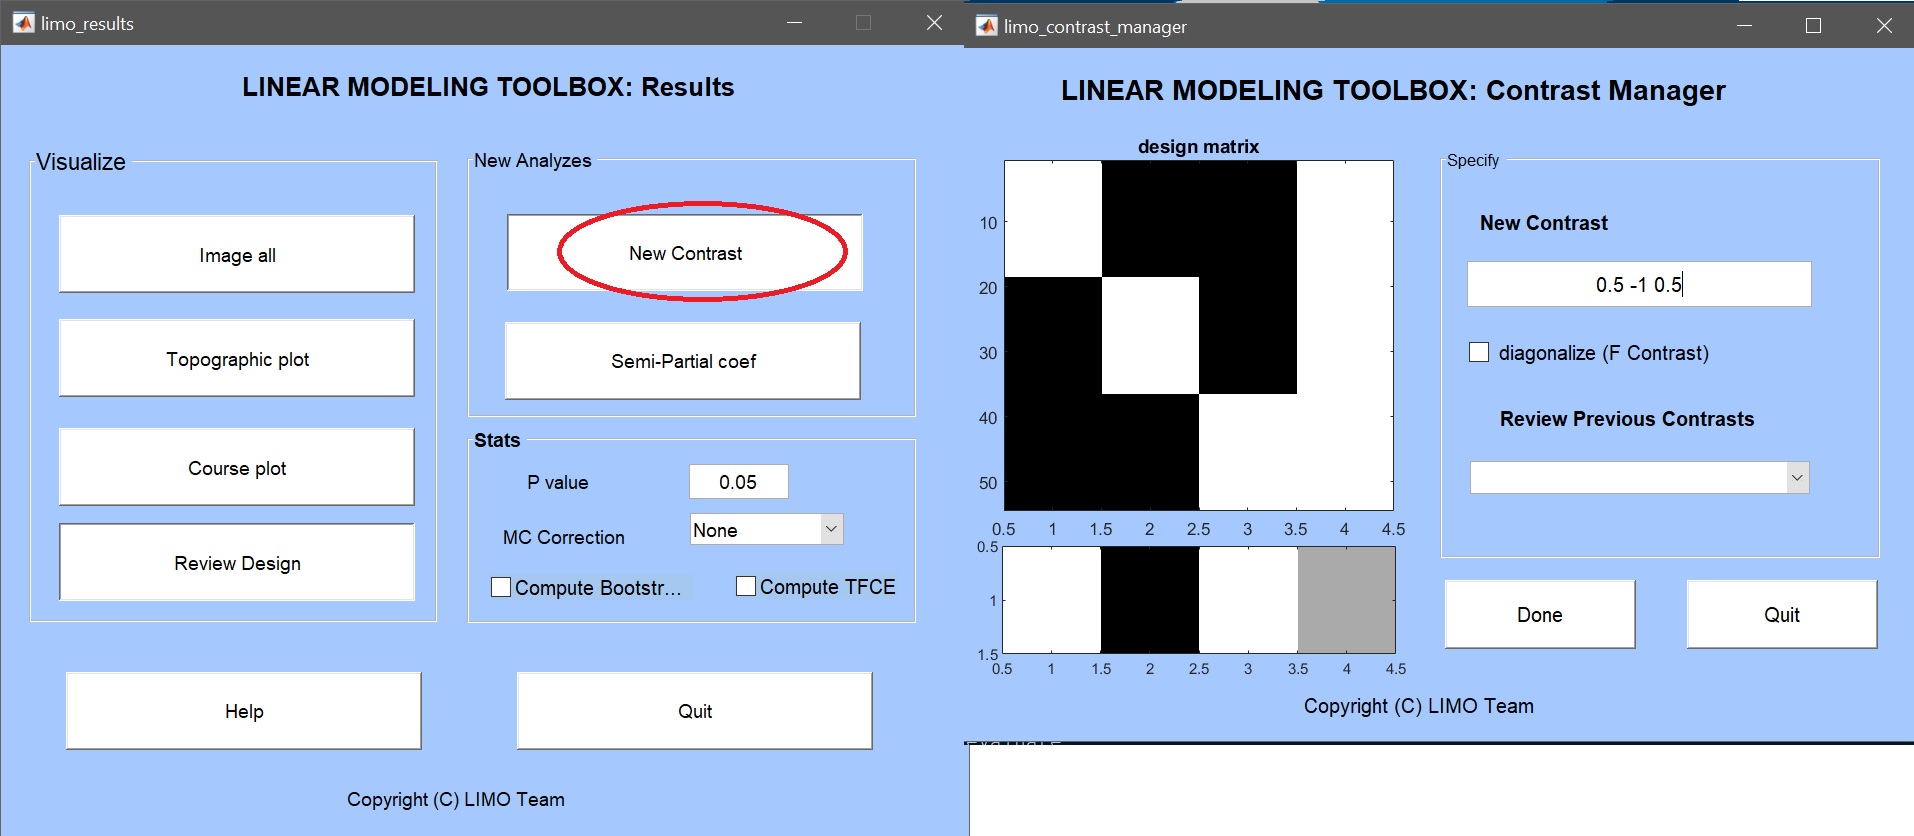 limo_results
LINEAR MODELING TOOLBOX: Results
Visualize
Image all
Topographic plot
Course plot
Review Design
New Analyzes
New Contrast
Semi-Partial coef
Stats
P value 0.05
MC Correction None
Compute Bootstr... Compute TFCE
Help
Quit
Copyright (C) LIMO Team
limo_contrast_manager
LINEAR MODELING TOOLBOX: Contrast Manager
design matrix
10
20
30
40
50
0.5 1 1.5 2 2.5 3 3.5 4 4.5
0.5
1
1.5
0.5 1 1.5 2 2.5 3 3.5 4 4.5
Specify
New Contrast
0.5 -1 0.5
diagonalize (F Contrast)
Review Previous Contrasts
Done
Quit
Copyright (C) LIMO Team